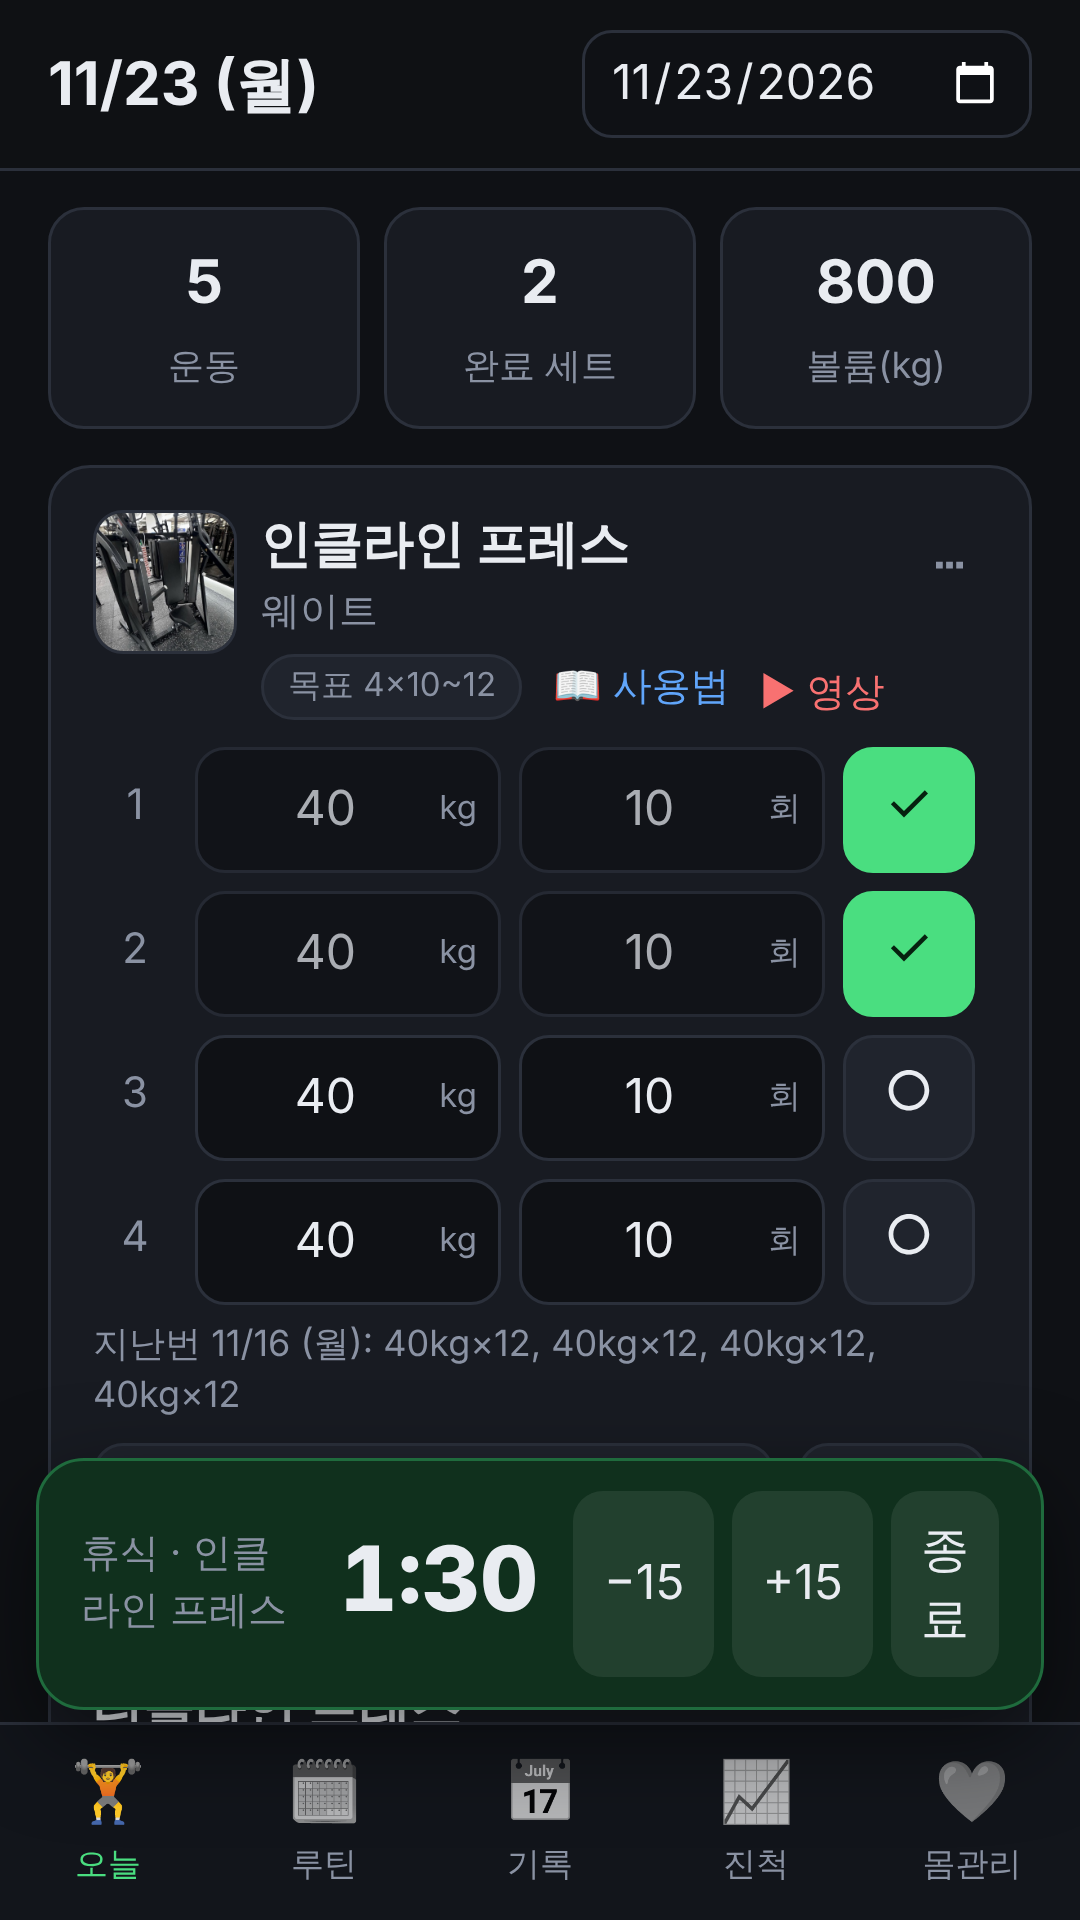 11/23 (월)
11/23/2026
5
운동
2
완료 세트
800
볼륨(kg)
인클라인 프레스
...
웨이트
목표 4×10~12
📖 사용법
▶ 영상
1 40 kg 10 회 ✓
2 40 kg 10 회 ✓
3 40 kg 10 회 ○
4 40 kg 10 회 ○
지난번 11/16 (월): 40kg×12, 40kg×12, 40kg×12,
40kg×12
휴식 · 인클
라인 프레스
1:30
−15
+15
종
료
July
17
오늘
루틴
기록
진척
몸관리